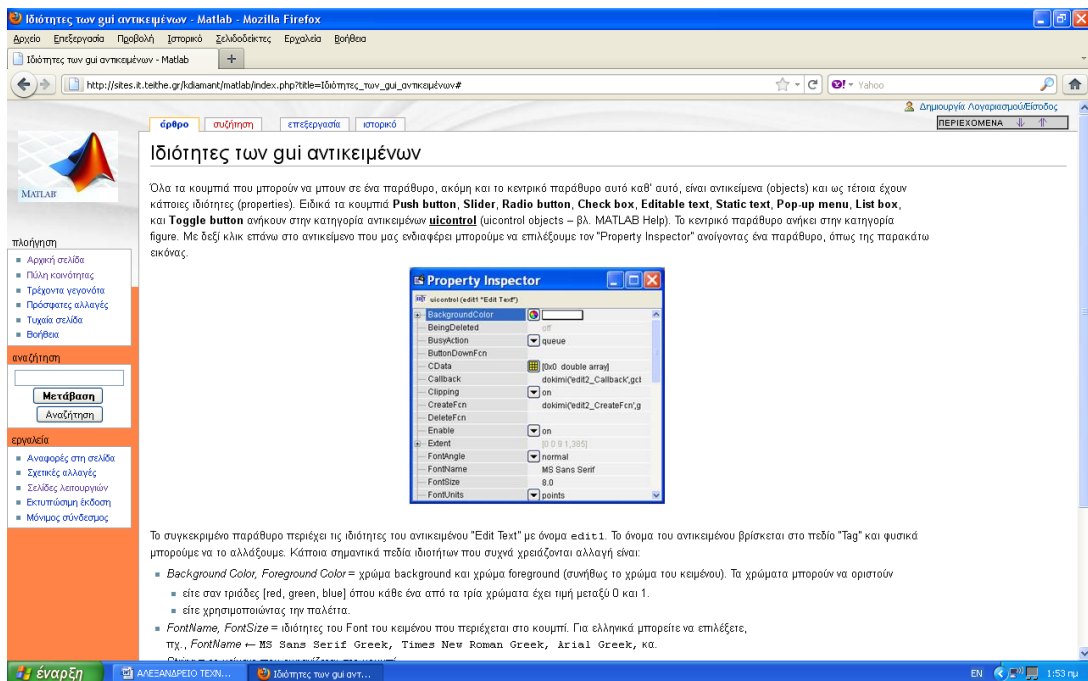 Ιδιότητες των gui αντικειμένων - Matlab - Mozilla Firefox
Αρχείο Επεξεργασία Προβολή Ιστορικό Σελιδοδείκτες Εργαλεία Βοήθεια
Ιδιότητες των gui αντικειμένων - Matlab
http://sites.it.teithe.gr/kdiamant/matlab/index.php?title=Ιδιότητες_των_gui_αντικειμένων#
Yahoo
Δημιουργία Λογαριασμού/Είσοδος
άρθρο συζήτηση επεξεργασία ιστορικό
ΠΕΡΙΕΧΟΜΕΝΑ
MATLAB
Ιδιότητες των gui αντικειμένων
Όλα τα κουμπιά που μπορούν να μπουν σε ένα παράθυρο, ακόμη και το κεντρικό παράθυρο αυτό καθ' αυτό, είναι αντικείμενα (objects) και ως τέτοια έχουν
κάποιες ιδιότητες (properties). Ειδικά τα κουμπιά Push button, Slider, Radio button, Check box, Editable text, Static text, Pop-up menu, List box,
και Toggle button ανήκουν στην κατηγορία αντικειμένων uicontrol (uicontrol objects – βλ. MATLAB Help). Το κεντρικό παράθυρο ανήκει στην κατηγορία
figure. Με δεξί κλικ επάνω στο αντικείμενο που μας ενδιαφέρει μπορούμε να επιλέξουμε τον "Property Inspector" ανοίγοντας ένα παράθυρο, όπως της παρακάτω
εικόνας.
πλοήγηση
Αρχική σελίδα
Πύλη κοινότητας
Τρέχοντα γεγονότα
Πρόσφατες αλλαγές
Τυχαία σελίδα
Βοήθεια
αναζήτηση
Μετάβαση
Αναζήτηση
εργαλεία
Αναφορές στη σελίδα
Σχετικές αλλαγές
Σελίδες λειτουργιών
Εκτυπώσιμη έκδοση
Μόνιμος σύνδεσμος
Property Inspector
uicontrol (edit1 "Edit Text")
BackgroundColor
BeingDeleted off
BusyAction queue
ButtonDownFcn
CData [0x0 double array]
Callback dokimi('edit2_Callback',gcl
Clipping on
CreateFcn dokimi('edit2_CreateFcn',g
DeleteFcn
Enable on
Extent [0 0 9 1,385]
FontAngle normal
FontName MS Sans Serif
FontSize 8.0
FontUnits points
Το συγκεκριμένο παράθυρο περιέχει τις ιδιότητες του αντικειμένου "Edit Text" με όνομα edit1. Το όνομα του αντικειμένου βρίσκεται στο πεδίο "Tag" και φυσικά
μπορούμε να το αλλάξουμε. Κάποια σημαντικά πεδία ιδιοτήτων που συχνά χρειάζονται αλλαγή είναι:
Background Color, Foreground Color = χρώμα background και χρώμα foreground (συνήθως το χρώμα του κειμένου). Τα χρώματα μπορούν να οριστούν
είτε σαν τριάδες [red, green, blue] όπου κάθε ένα από τα τρία χρώματα έχει τιμή μεταξύ 0 και 1.
είτε χρησιμοποιώντας την παλέττα.
FontName, FontSize = ιδιότητες του Font του κειμένου που περιέχεται στο κουμπί. Για ελληνικά μπορείτε να επιλέξετε,
πχ., FontName ← MS Sans Serif Greek, Times New Roman Greek, Arial Greek, κα.
έναρξη
ΑΛΕΞΑΝΔΡΕΙΟ ΤΕΧΝ...
Ιδιότητες των gui αντ...
EN
1:53 πμ